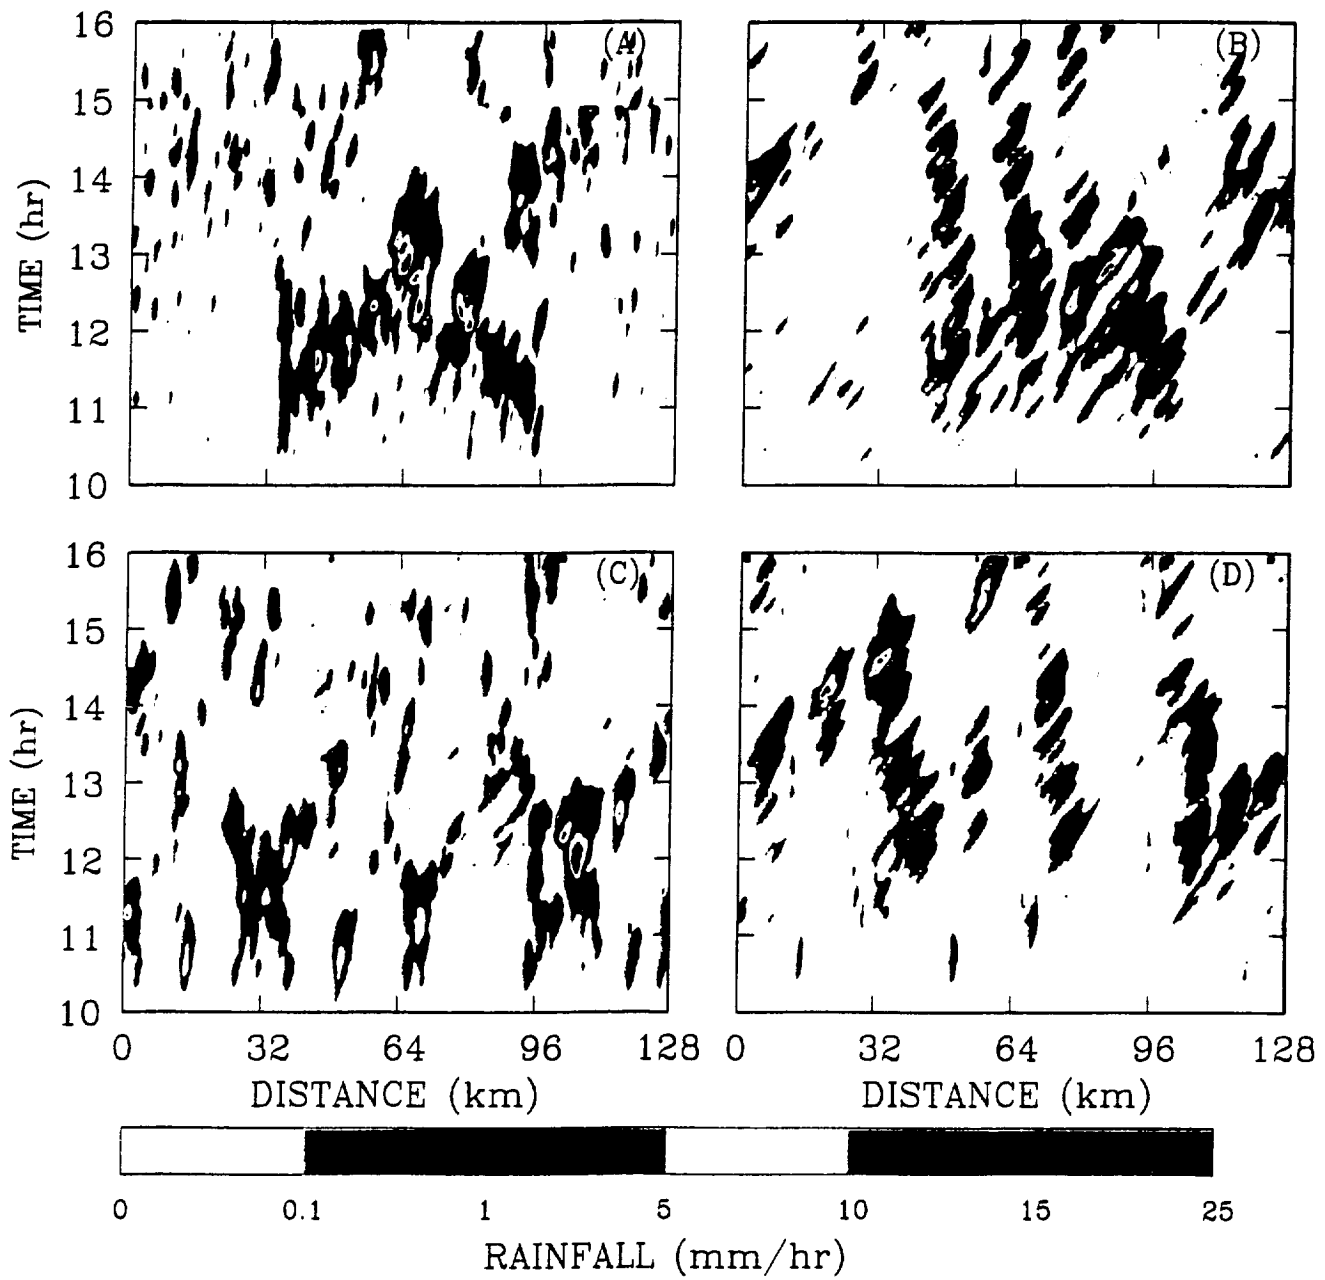 16 (A) (B)
15
14
13
12
11
10
TIME (hr)
16 (C) (D)
15
14
13
12
11
10
TIME (hr)
0 32 64 96 128 0 32 64 96 128
DISTANCE (km) DISTANCE (km)
0 0.1 1 5 10 15 25
RAINFALL (mm/hr)